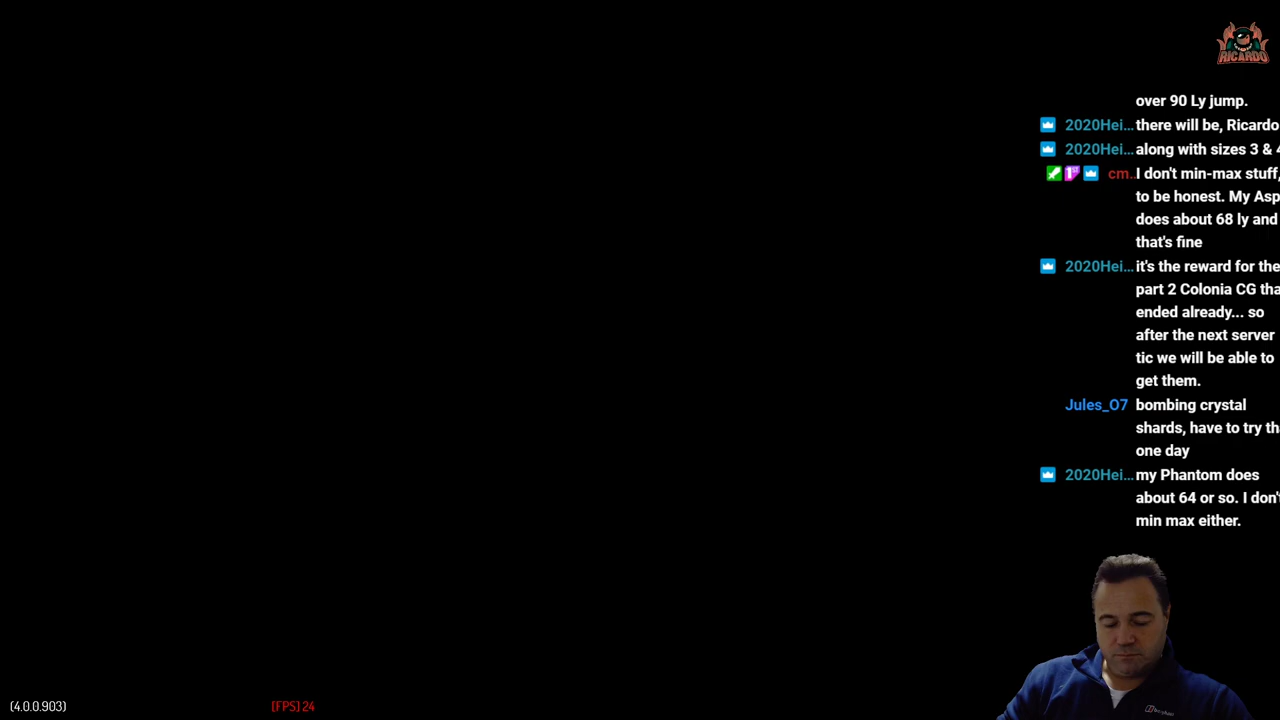 RICARDO
over 90 Ly jump.
2020Hei... there will be, Ricardo
2020Hei... along with sizes 3 & 4
cm.. I don't min-max stuff,
to be honest. My Asp
does about 68 ly and
that's fine
2020Hei... it's the reward for the
part 2 Colonia CG tha
ended already... so
after the next server
tic we will be able to
get them.
Jules_O7 bombing crystal
shards, have to try th
one day
2020Hei... my Phantom does
about 64 or so. I don't
min max either.
(4.0.0.903) [FPS] 24